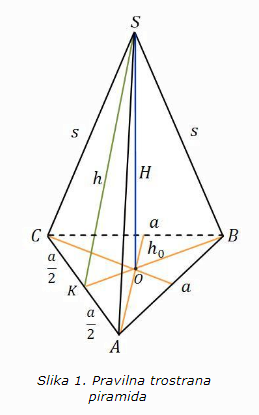 S
s
s
h
H
a
C
B
h₀
a/2
O
K
a
a/2
A
Slika 1. Pravilna trostrana
piramida